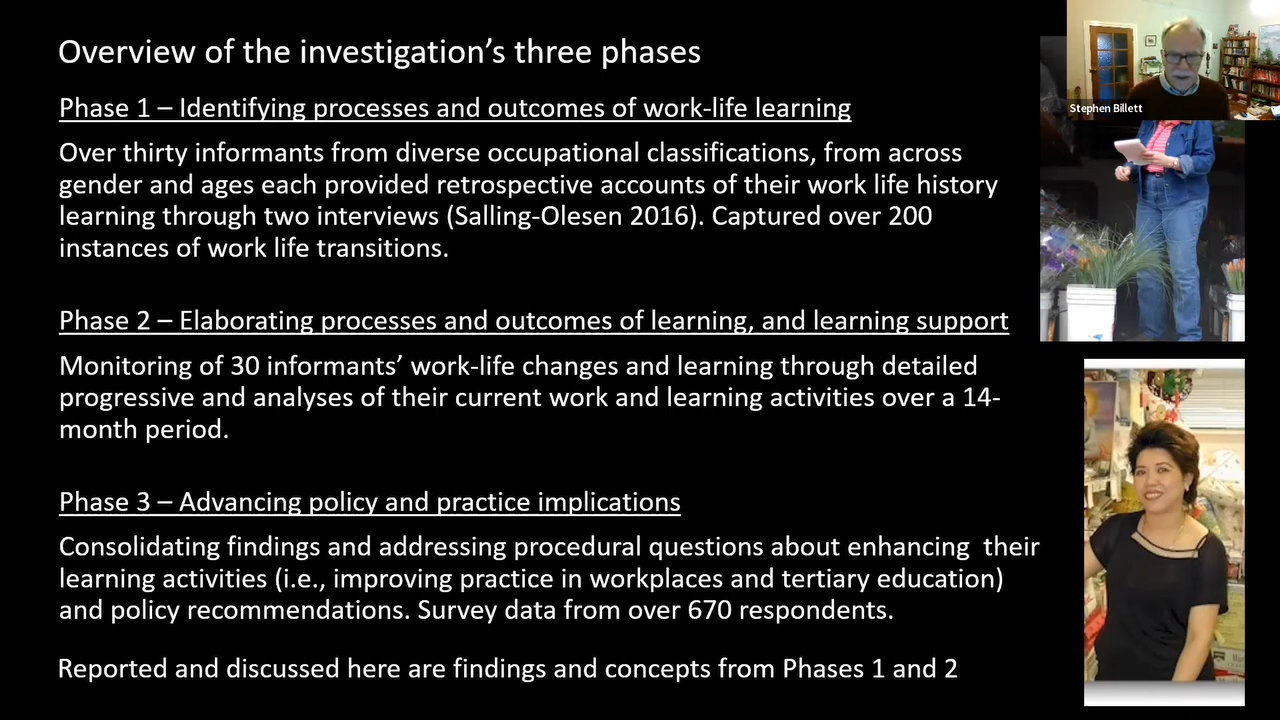 Overview of the investigation’s three phases
Phase 1 – Identifying processes and outcomes of work-life learning
Over thirty informants from diverse occupational classifications, from across
gender and ages each provided retrospective accounts of their work life history
learning through two interviews (Salling-Olesen 2016). Captured over 200
instances of work life transitions.
Phase 2 – Elaborating processes and outcomes of learning, and learning support
Monitoring of 30 informants’ work-life changes and learning through detailed
progressive and analyses of their current work and learning activities over a 14-
month period.
Phase 3 – Advancing policy and practice implications
Consolidating findings and addressing procedural questions about enhancing  their
learning activities (i.e., improving practice in workplaces and tertiary education)
and policy recommendations. Survey data from over 670 respondents.
Reported and discussed here are findings and concepts from Phases 1 and 2
Stephen Billett